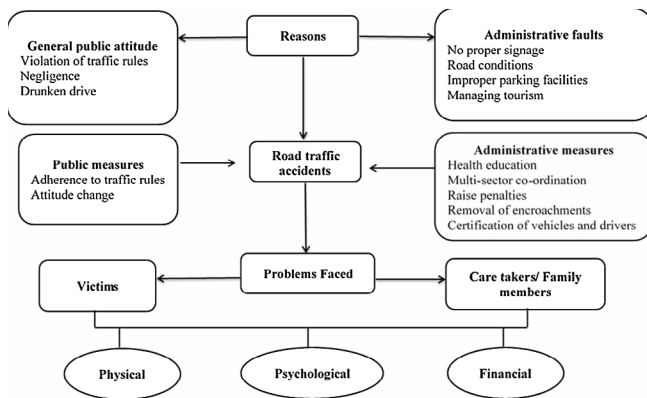 General public attitude
Violation of traffic rules
Negligence
Drunken drive
Reasons
Administrative faults
No proper signage
Road conditions
Improper parking facilities
Managing tourism
Public measures
Adherence to traffic rules
Attitude change
Road traffic
accidents
Administrative measures
Health education
Multi-sector co-ordination
Raise penalties
Removal of encroachments
Certification of vehicles and drivers
Victims
Problems Faced
Care takers/ Family
members
Physical
Psychological
Financial